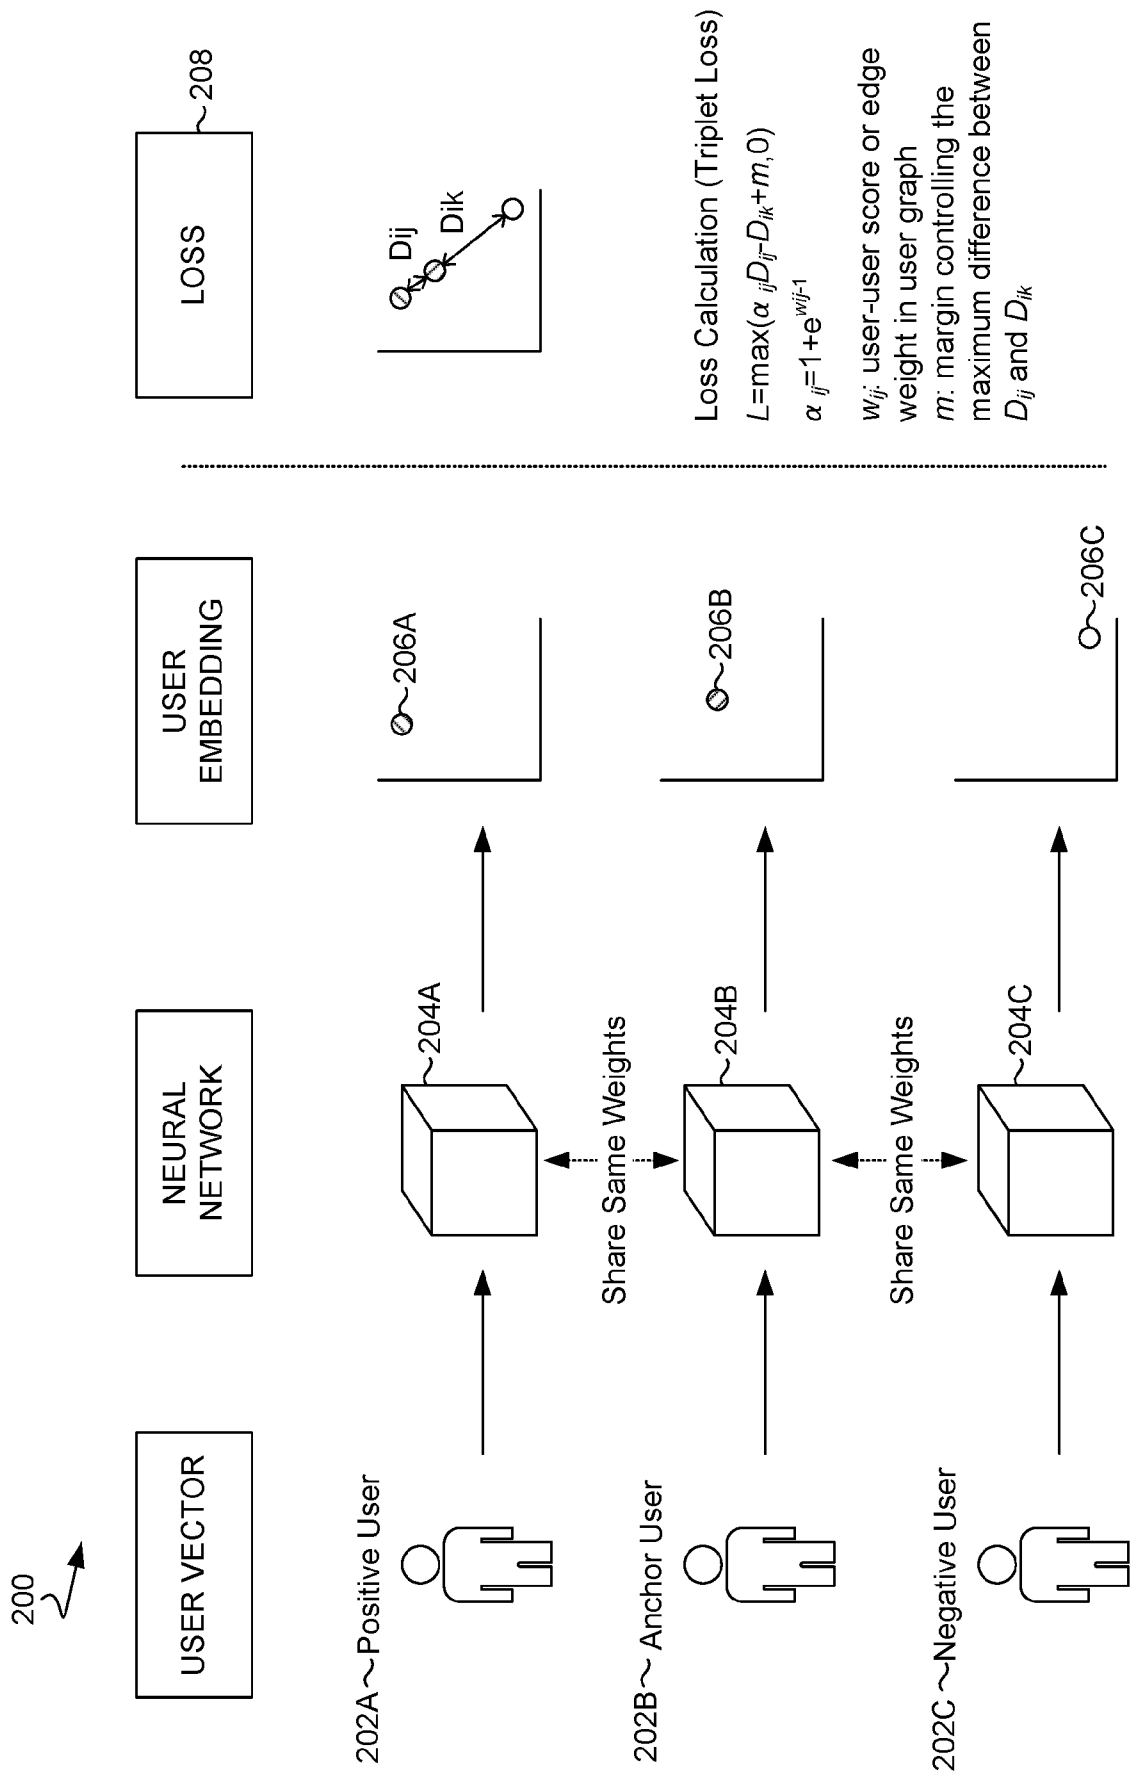 200
USER VECTOR
NEURAL
NETWORK
USER
EMBEDDING
LOSS
208
202A
Positive User
204A
206A
Dij
Dik
Share Same Weights
202B
Anchor User
204B
206B
Share Same Weights
202C
Negative User
204C
206C
Loss Calculation (Triplet Loss)
L=max(α ijDij-Dik+m,0)
α ij=1+e^wij-1
wij: user-user score or edge
weight in user graph
m: margin controlling the
maximum difference between
Dij and Dik